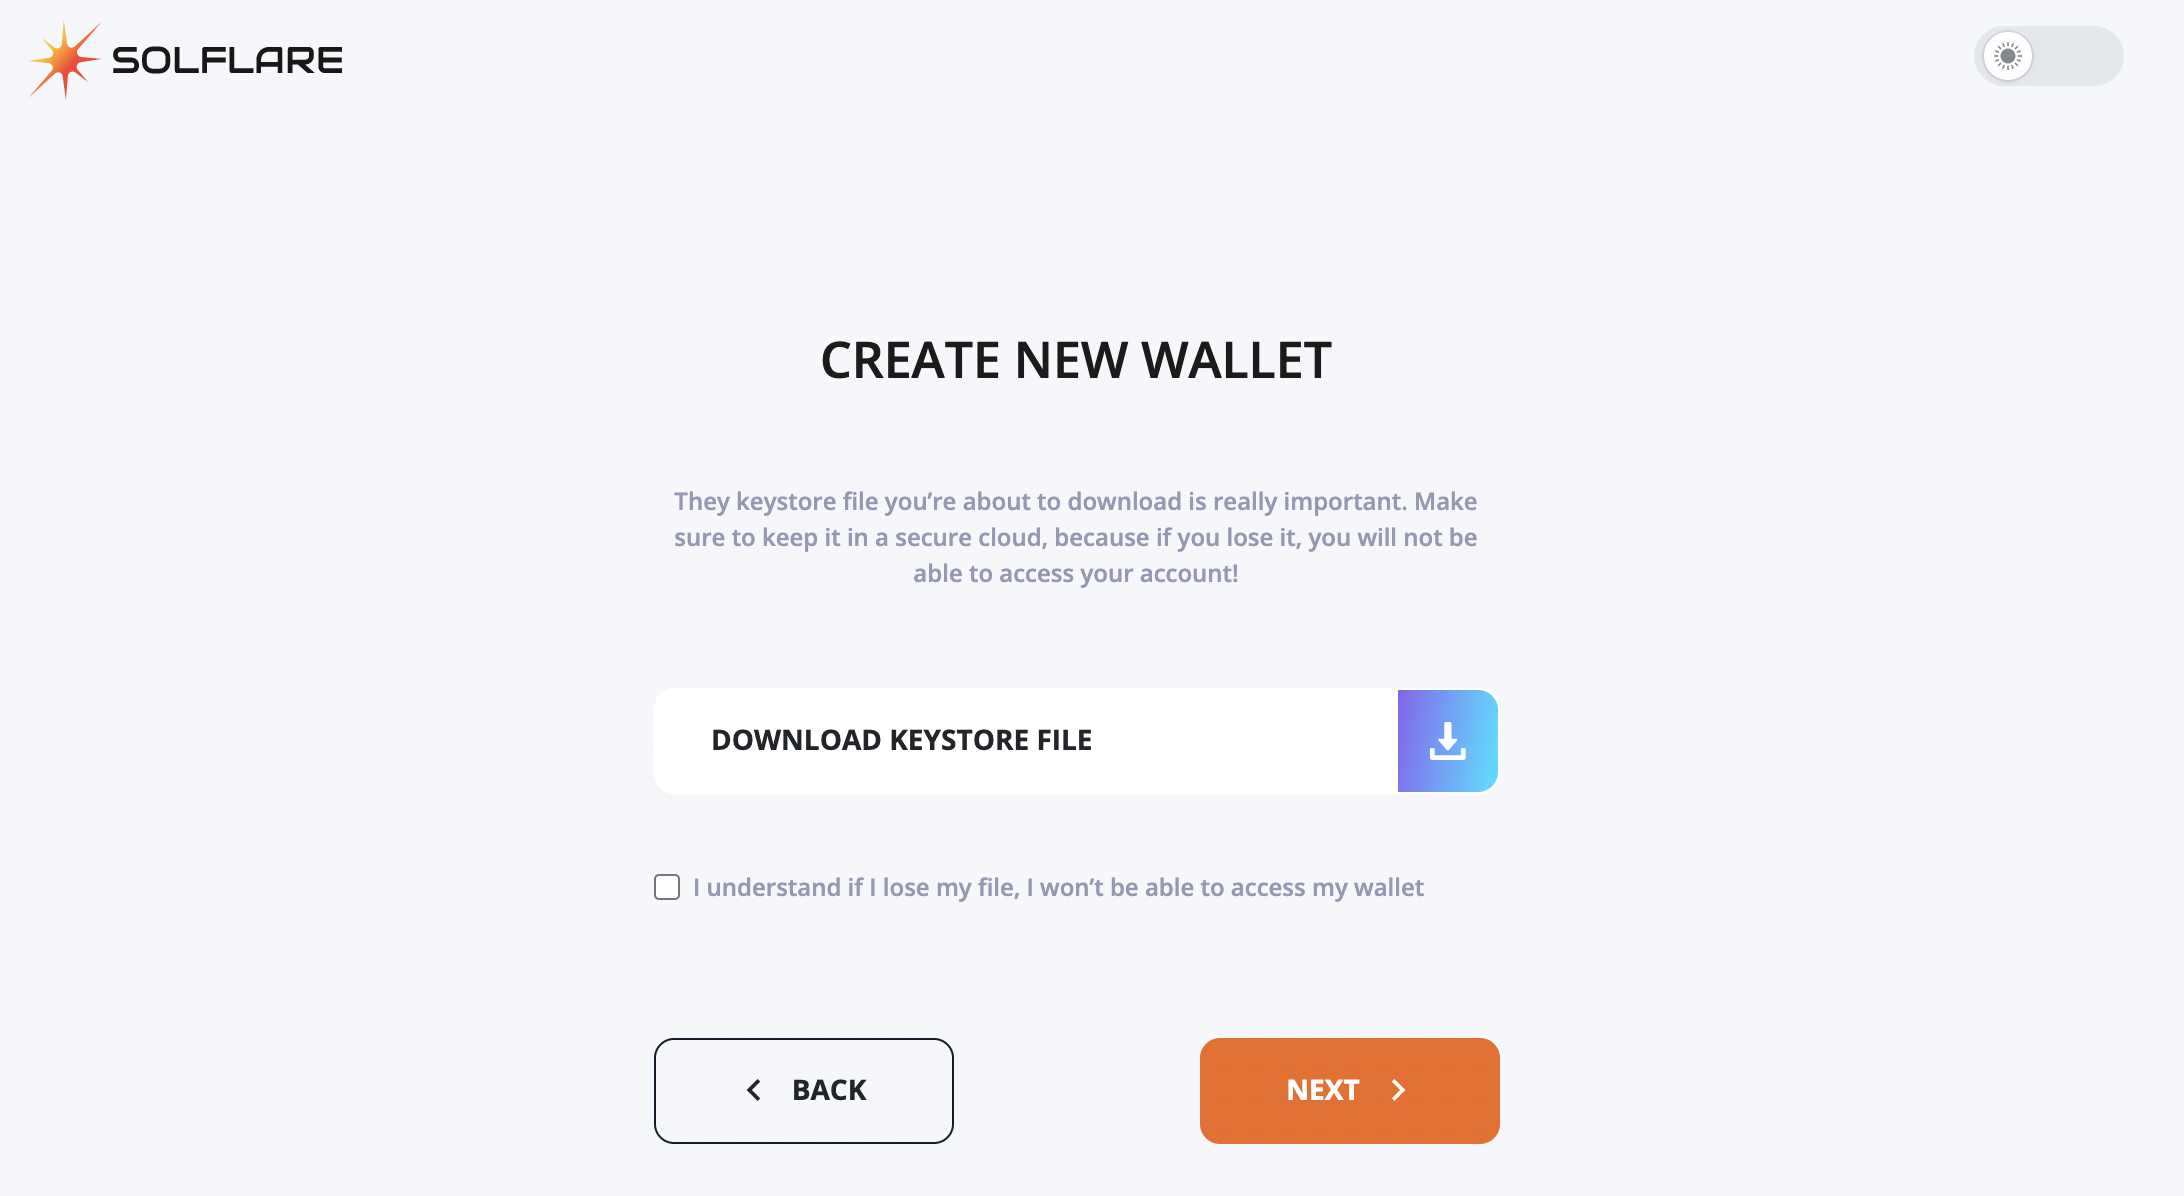 SOLFLARE
CREATE NEW WALLET
They keystore file you’re about to download is really important. Make
sure to keep it in a secure cloud, because if you lose it, you will not be
able to access your account!
DOWNLOAD KEYSTORE FILE
I understand if I lose my file, I won’t be able to access my wallet
BACK
NEXT